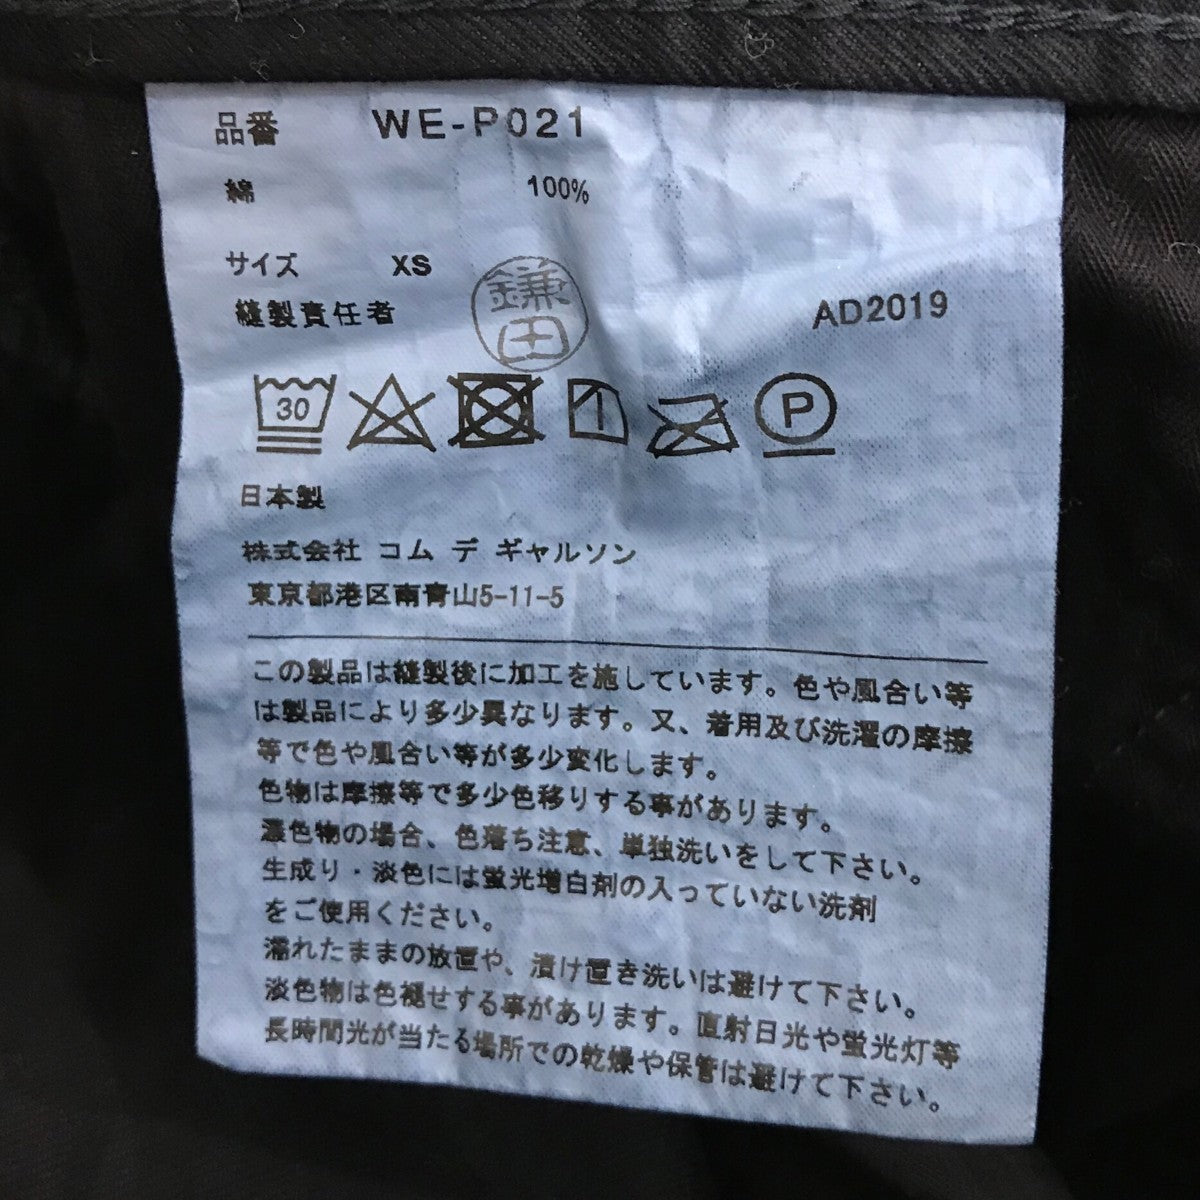 品番 WE-P021
綿 100%
サイズ XS
縫製責任者 鎌田 AD2019
30 P
日本製
株式会社 コム デ ギャルソン
東京都港区南青山5-11-5
この製品は縫製後に加工を施しています。色や風合い等
は製品により多少異なります。又、着用及び洗濯の摩擦
等で色や風合い等が多少変化します。
色物は摩擦等で多少色移りする事があります。
濃色物の場合、色落ち注意、単独洗いをして下さい。
生成り・淡色には蛍光増白剤の入っていない洗剤
をご使用ください。
濡れたままの放置や、漬け置き洗いは避けて下さい。
淡色物は色褪せする事があります。直射日光や蛍光灯等
長時間光が当たる場所での乾燥や保管は避けて下さい。